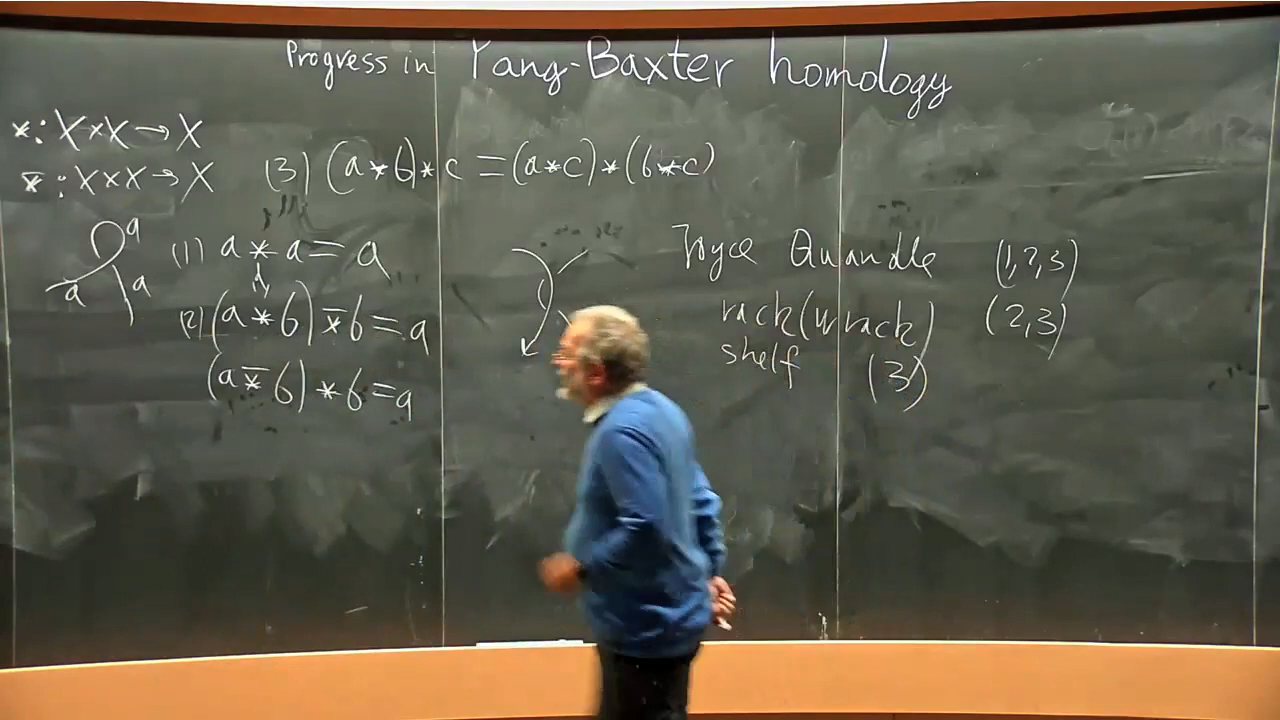 Progress in Yang-Baxter homology
*: X×X→X
*̄: X×X→X
(3) (a*b)*c=(a*c)*(b*c)
a
a a
(1) a*a=a
(2) (a*b)*̄b=a
(a*̄b)*b=a
Joyce Quandle (1,2,3)
rack (wrack) (2,3)
shelf (3)